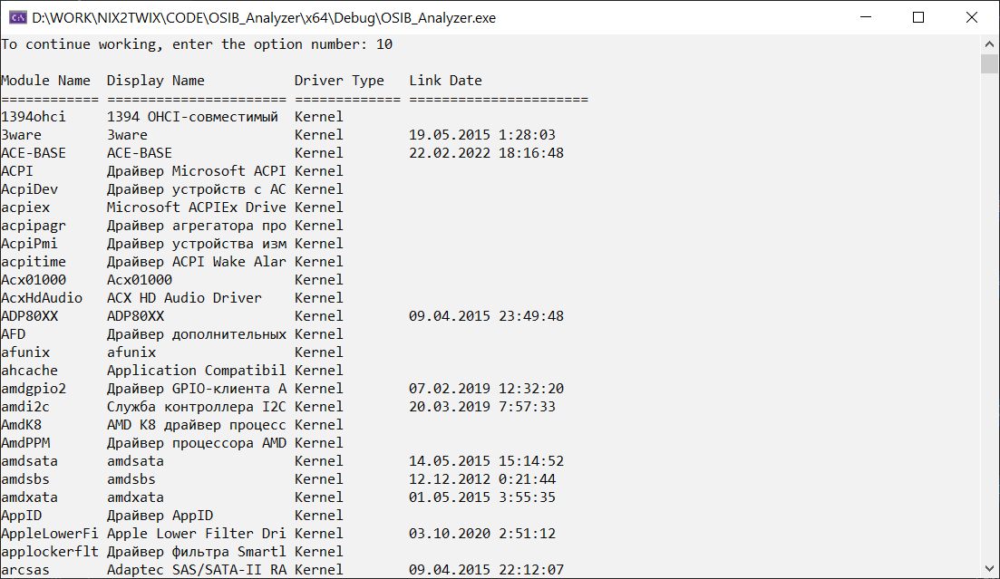 D:\WORK\NIX2TWIX\CODE\OSIB_Analyzer\x64\Debug\OSIB_Analyzer.exe
To continue working, enter the option number: 10
Module Name  Display Name           Driver Type   Link Date
============ ====================== ============= ======================
1394ohci     1394 OHCI-совместимый  Kernel
3ware        3ware                  Kernel        19.05.2015 1:28:03
ACE-BASE     ACE-BASE               Kernel        22.02.2022 18:16:48
ACPI         Драйвер Microsoft ACPI Kernel
AcpiDev      Драйвер устройств с AC Kernel
acpiex       Microsoft ACPIEx Drive Kernel
acpipagr     Драйвер агрегатора про Kernel
AcpiPmi      Драйвер устройства изм Kernel
acpitime     Драйвер ACPI Wake Alar Kernel
Acx01000     Acx01000               Kernel
AcxHdAudio   ACX HD Audio Driver    Kernel
ADP80XX      ADP80XX                Kernel        09.04.2015 23:49:48
AFD          Драйвер дополнительных Kernel
afunix       afunix                 Kernel
ahcache      Application Compatibil Kernel
amdgpio2     Драйвер GPIO-клиента A Kernel        07.02.2019 12:32:20
amdi2c       Служба контроллера I2C Kernel        20.03.2019 7:57:33
AmdK8        AMD K8 драйвер процесс Kernel
AmdPPM       Драйвер процессора AMD Kernel
amdsata      amdsata                Kernel        14.05.2015 15:14:52
amdsbs       amdsbs                 Kernel        12.12.2012 0:21:44
amdxata      amdxata                Kernel        01.05.2015 3:55:35
AppID        Драйвер AppID          Kernel
AppleLowerFi Apple Lower Filter Dri Kernel        03.10.2020 2:51:12
applockerflt Драйвер фильтра Smartl Kernel
arcsas       Adaptec SAS/SATA-II RA Kernel        09.04.2015 22:12:07